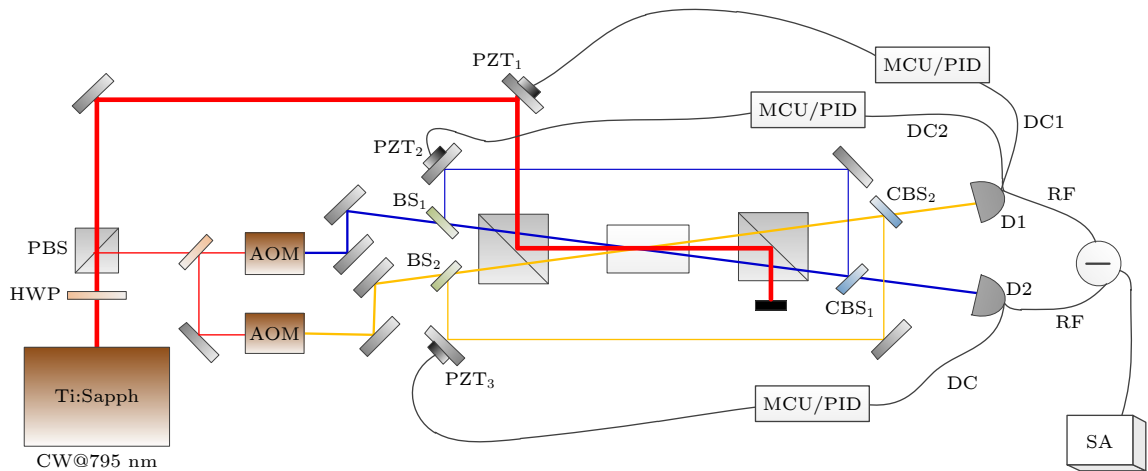 PZT₁
MCU/PID
MCU/PID
DC1
DC2
PZT₂
BS₁
CBS₂
RF
D1
PBS
AOM
BS₂
HWP
D2
CBS₁
RF
AOM
PZT₃
DC
Ti:Sapph
MCU/PID
SA
CW@795 nm